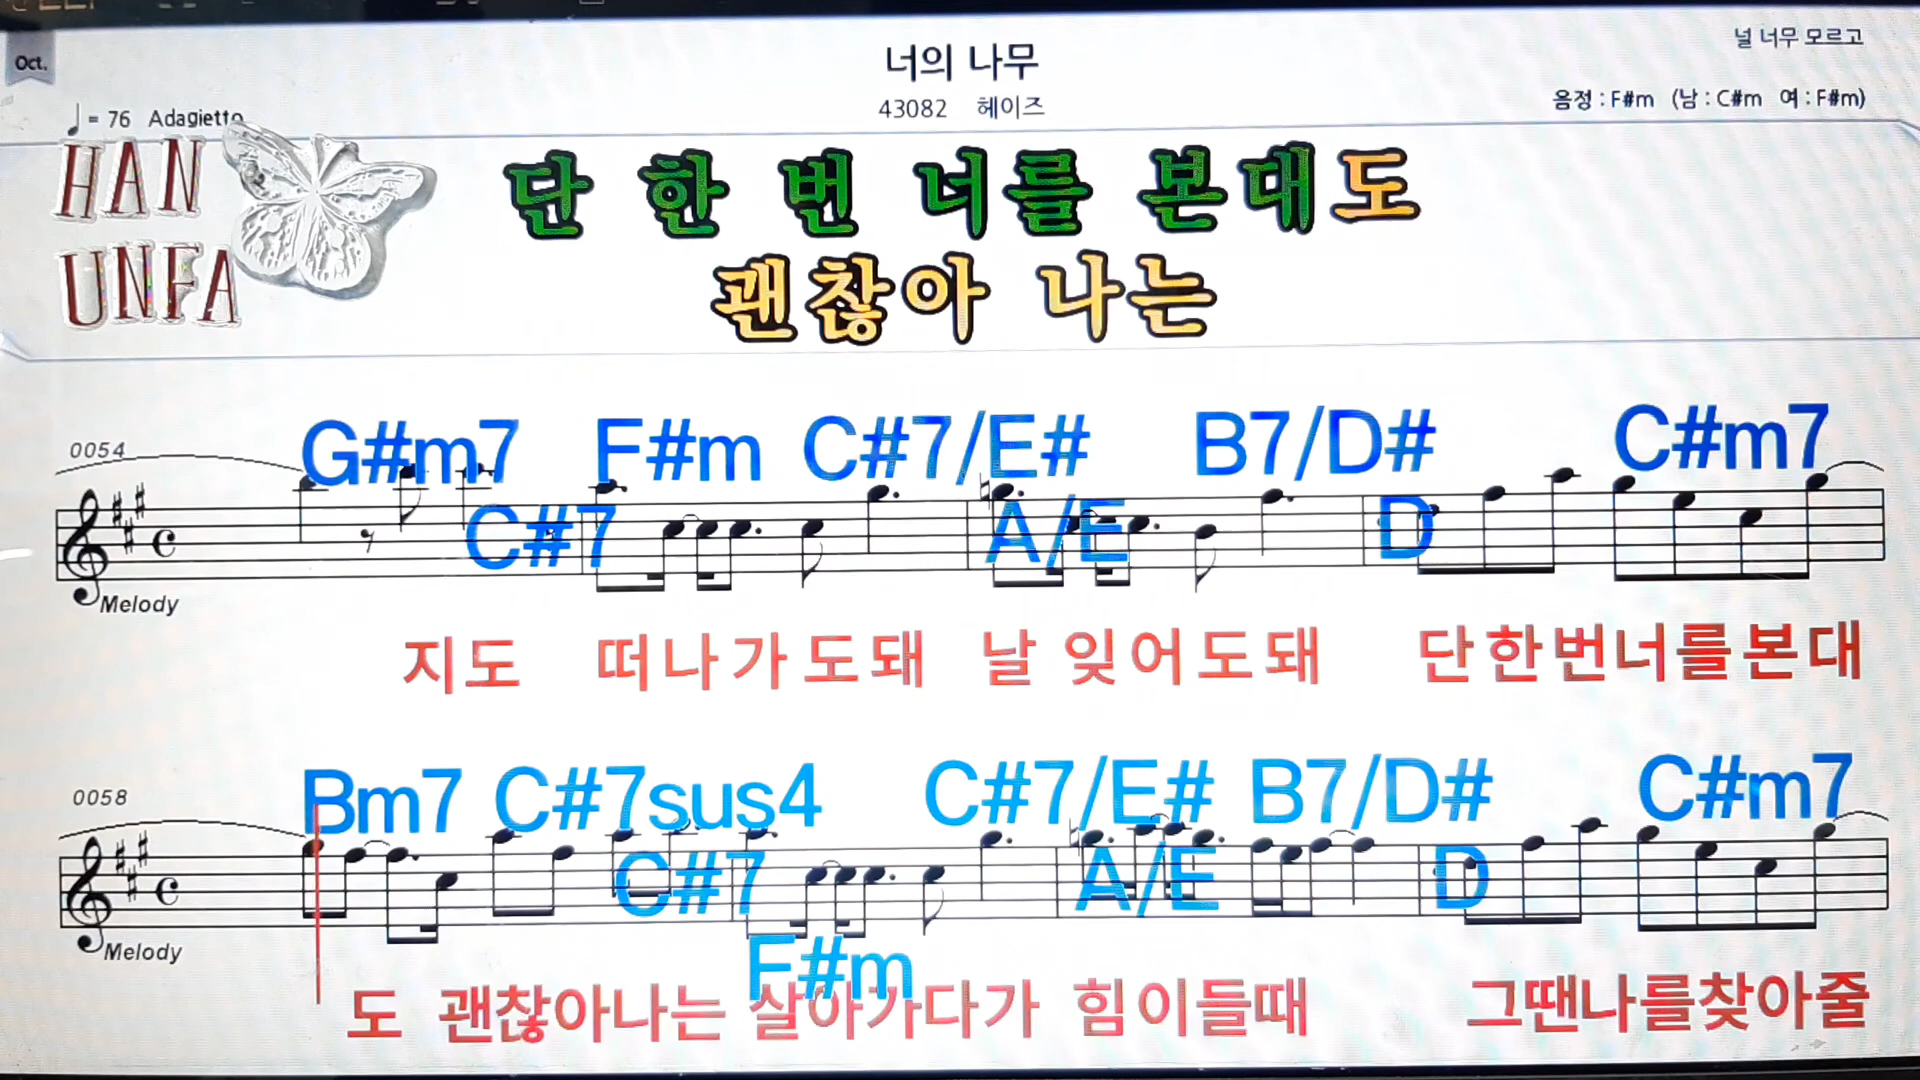 Oct.
너의 나무
널 너무 모르고
43082 헤이즈
음정 : F#m (남 : C#m 여 : F#m)
♩ = 76 Adagietto
HAN
UNFA
단 한 번 너를 본대도
괜찮아 나는
G#m7 F#m C#7/E# B7/D# C#m7
0054
C#7 A/E D
Melody
지도 떠나가도돼 날 잊어도돼 단한번너를본대
Bm7 C#7sus4 C#7/E# B7/D# C#m7
0058
C#7 A/E D
Melody
F#m
도 괜찮아나는 살아가다가 힘이들때 그땐나를찾아줄